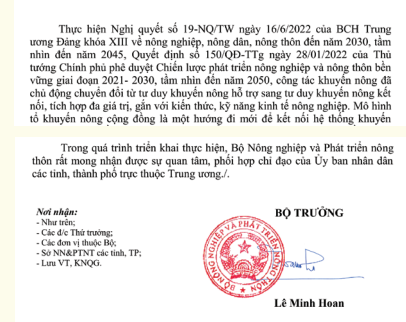 Thực hiện Nghị quyết số 19-NQ/TW ngày 16/6/2022 của BCH Trung
ương Đảng khóa XIII về nông nghiệp, nông dân, nông thôn đến năm 2030, tầm
nhìn đến năm 2045, Quyết định số 150/QĐ-TTg ngày 28/01/2022 của Thủ
tướng Chính phủ phê duyệt Chiến lược phát triển nông nghiệp và nông thôn bền
vững giai đoạn 2021- 2030, tầm nhìn đến năm 2050, công tác khuyến nông đã
chủ động chuyển đổi từ tư duy khuyến nông hỗ trợ sang tư duy khuyến nông kết
nối, tích hợp đa giá trị, gắn với kiến thức, kỹ năng kinh tế nông nghiệp. Mô hình
tổ khuyến nông cộng đồng là một hướng đi mới để kết nối hệ thống khuyến
Trong quá trình triển khai thực hiện, Bộ Nông nghiệp và Phát triển nông
thôn rất mong nhận được sự quan tâm, phối hợp chỉ đạo của Ủy ban nhân dân
các tỉnh, thành phố trực thuộc Trung ương./.
Nơi nhận:
- Như trên;
- Các đ/c Thứ trưởng;
- Các đơn vị thuộc Bộ;
- Sở NN&PTNT các tỉnh, TP;
- Lưu VT, KNQG.
BỘ TRƯỞNG
BỘ NÔNG NGHIỆP VÀ PHÁT TRIỂN NÔNG THÔN
Lê Minh Hoan